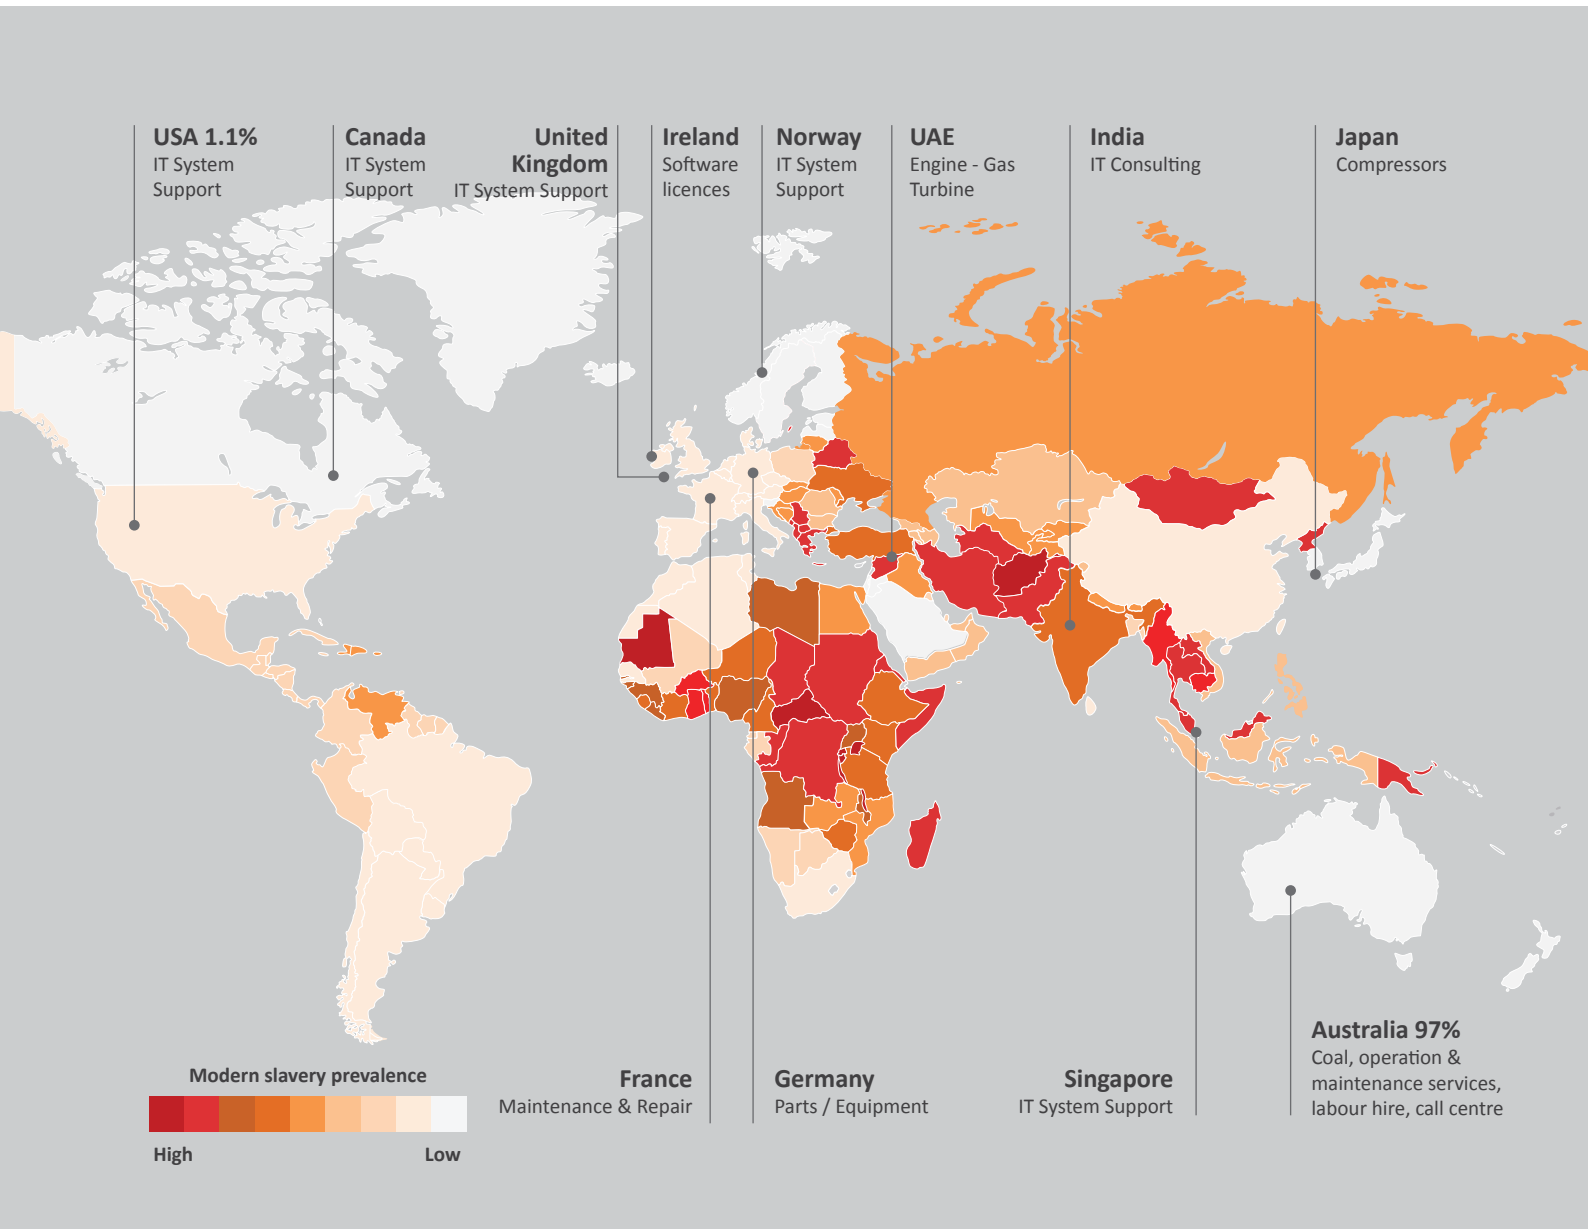 USA 1.1%
IT System
Support
Canada
IT System
Support
United
Kingdom
IT System Support
Ireland
Software
licences
Norway
IT System
Support
UAE
Engine - Gas
Turbine
India
IT Consulting
Japan
Compressors
Modern slavery prevalence
High
Low
France
Maintenance & Repair
Germany
Parts / Equipment
Singapore
IT System Support
Australia 97%
Coal, operation &
maintenance services,
labour hire, call centre